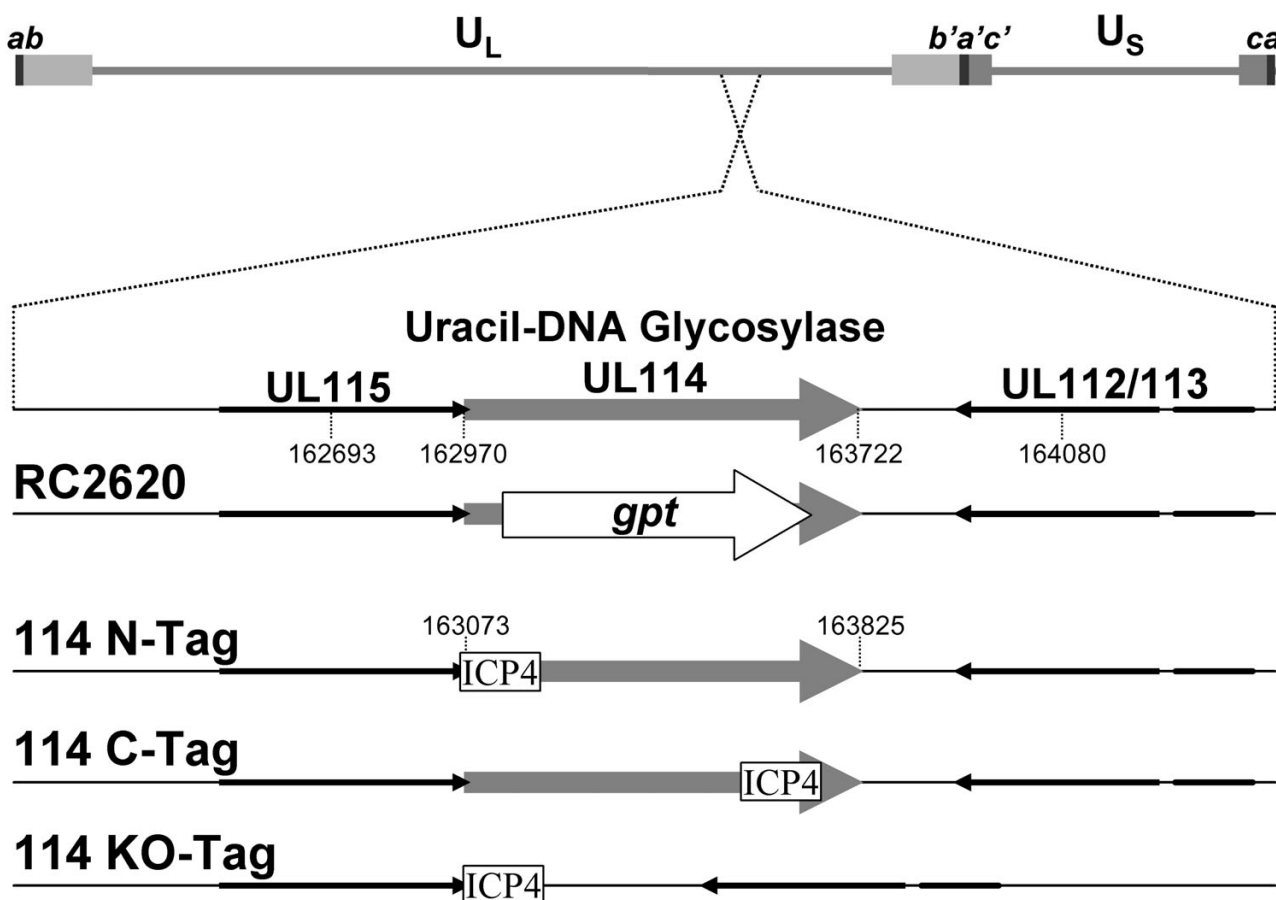 ab UL b’a’c’ US ca
Uracil-DNA Glycosylase
UL115 UL114 UL112/113
162693 162970 163722 164080
RC2620
gpt
163073 163825
114 N-Tag
ICP4
114 C-Tag
ICP4
114 KO-Tag
ICP4